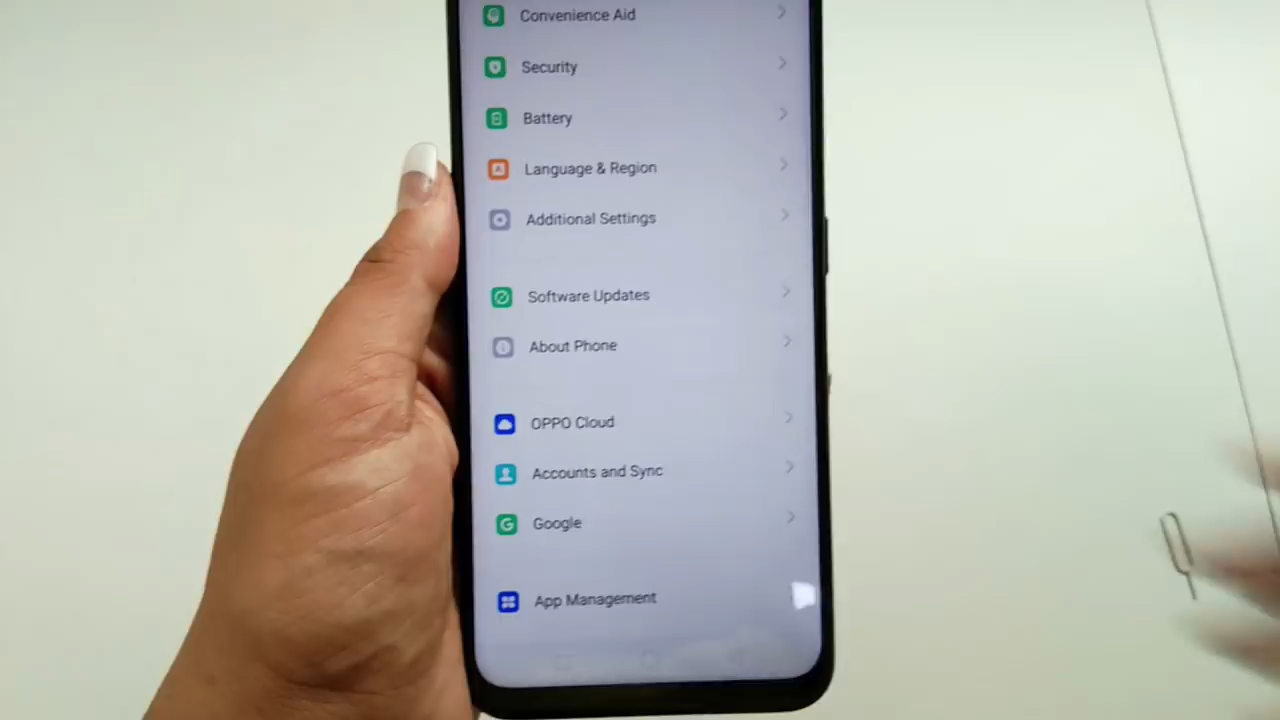 Convenience Aid
Security
Battery
Language & Region
Additional Settings
Software Updates
About Phone
OPPO Cloud
Accounts and Sync
Google
App Management